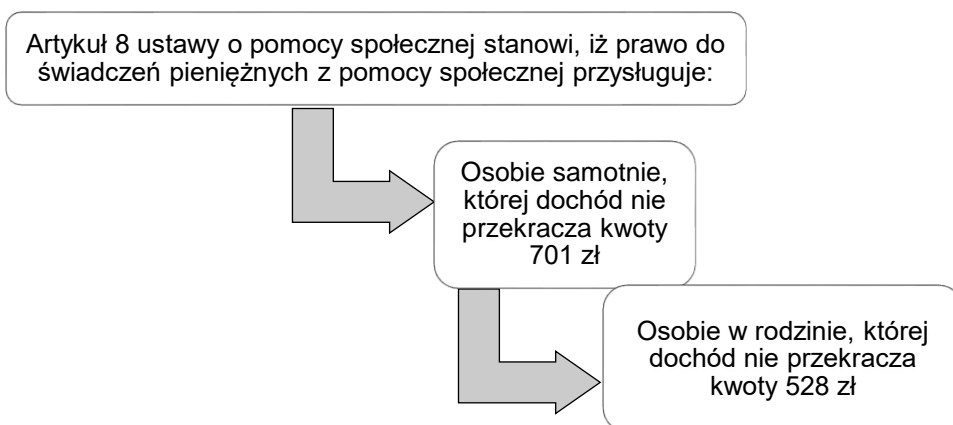 Artykuł 8 ustawy o pomocy społecznej stanowi, iż prawo do
świadczeń pieniężnych z pomocy społecznej przysługuje:
Osobie samotnie,
której dochód nie
przekracza kwoty
701 zł
Osobie w rodzinie, której
dochód nie przekracza
kwoty 528 zł